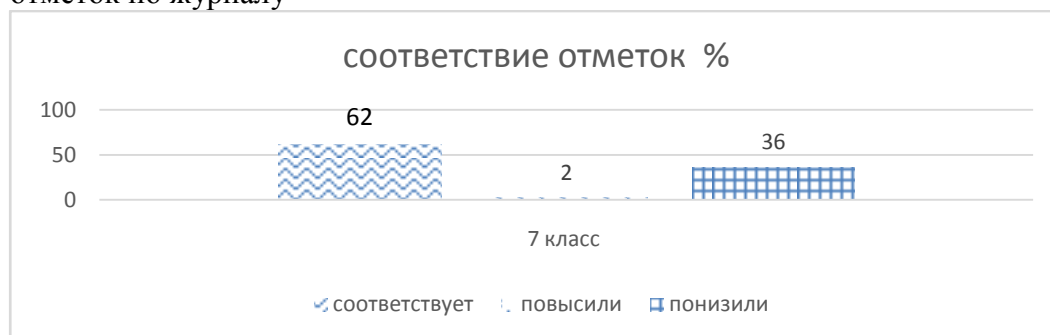 отметок по журналу
соответствие отметок %
100
62
36
50
2
0
7 класс
соответствует повысили понизили